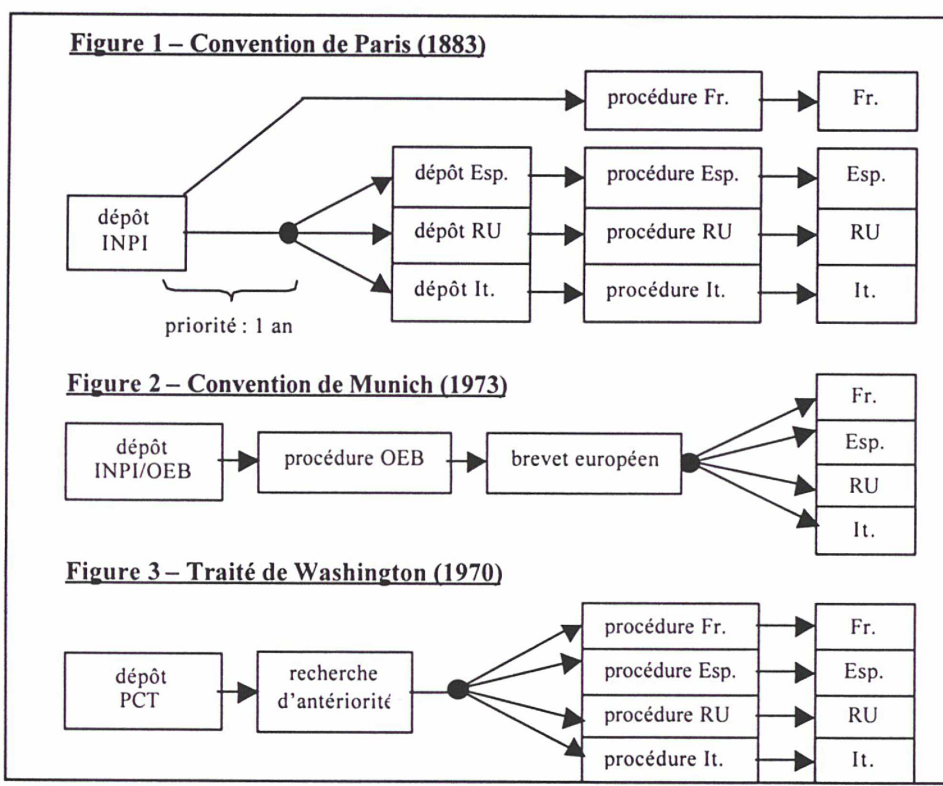 Figure 1 – Convention de Paris (1883)
procédure Fr.
Fr.
dépôt Esp.
procédure Esp.
Esp.
dépôt
INPI
dépôt RU
procédure RU
RU
dépôt It.
procédure It.
It.
priorité : 1 an
Figure 2 – Convention de Munich (1973)
dépôt
INPI/OEB
procédure OEB
brevet européen
Fr.
Esp.
RU
It.
Figure 3 – Traité de Washington (1970)
dépôt
PCT
recherche
d'antériorité
procédure Fr.
Fr.
procédure Esp.
Esp.
procédure RU
RU
procédure It.
It.